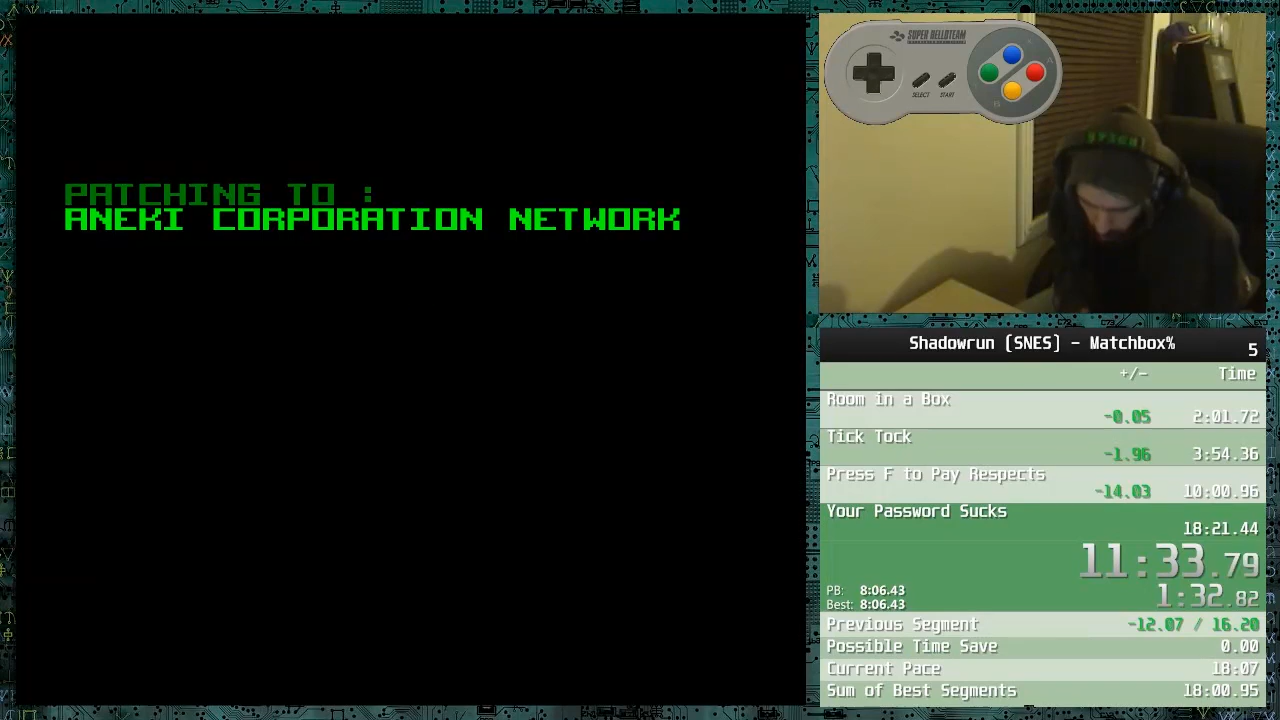 PATCHING TO :
ANEKI CORPORATION NETWORK
SUPER BELLOTEAM
SELECT
START
Shadowrun (SNES) - Matchbox%
5
+/-
Time
Room in a Box
-0.05
2:01.72
Tick Tock
-1.96
3:54.36
Press F to Pay Respects
-14.03
10:00.96
Your Password Sucks
18:21.44
11:33.79
PB: 8:06.43
1:32.82
Best: 8:06.43
Previous Segment
-12.07 / 16.20
Possible Time Save
0.00
Current Pace
18:07
Sum of Best Segments
18:00.95